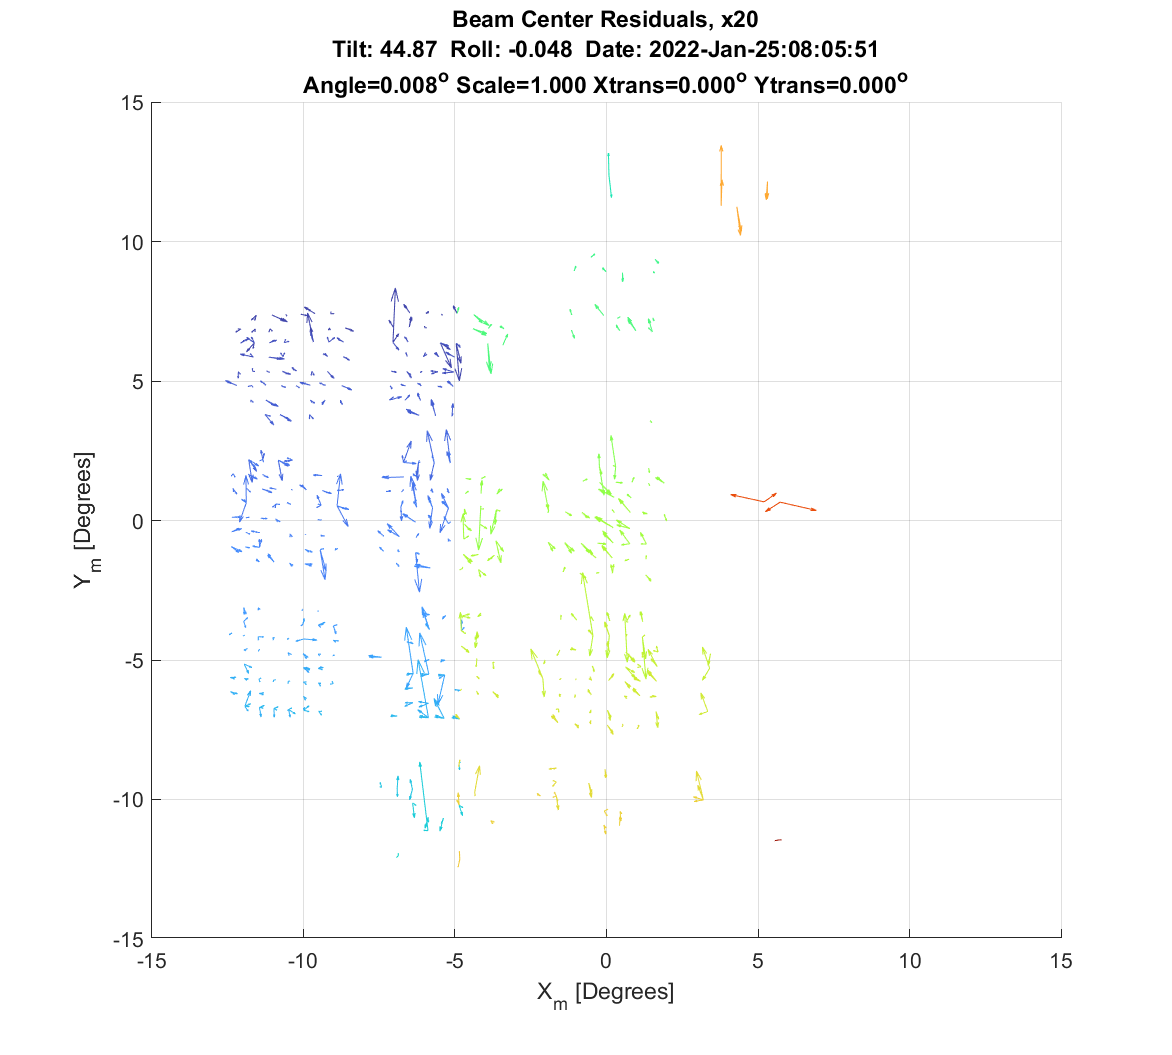 Beam Center Residuals, x20
Tilt: 44.87 Roll: -0.048 Date: 2022-Jan-25:08:05:51
Angle=0.008° Scale=1.000 Xtrans=0.000° Ytrans=0.000°
15
10
5
0
-5
-10
-15
Y_m [Degrees]
-15 -10 -5 0 5 10 15
X_m [Degrees]